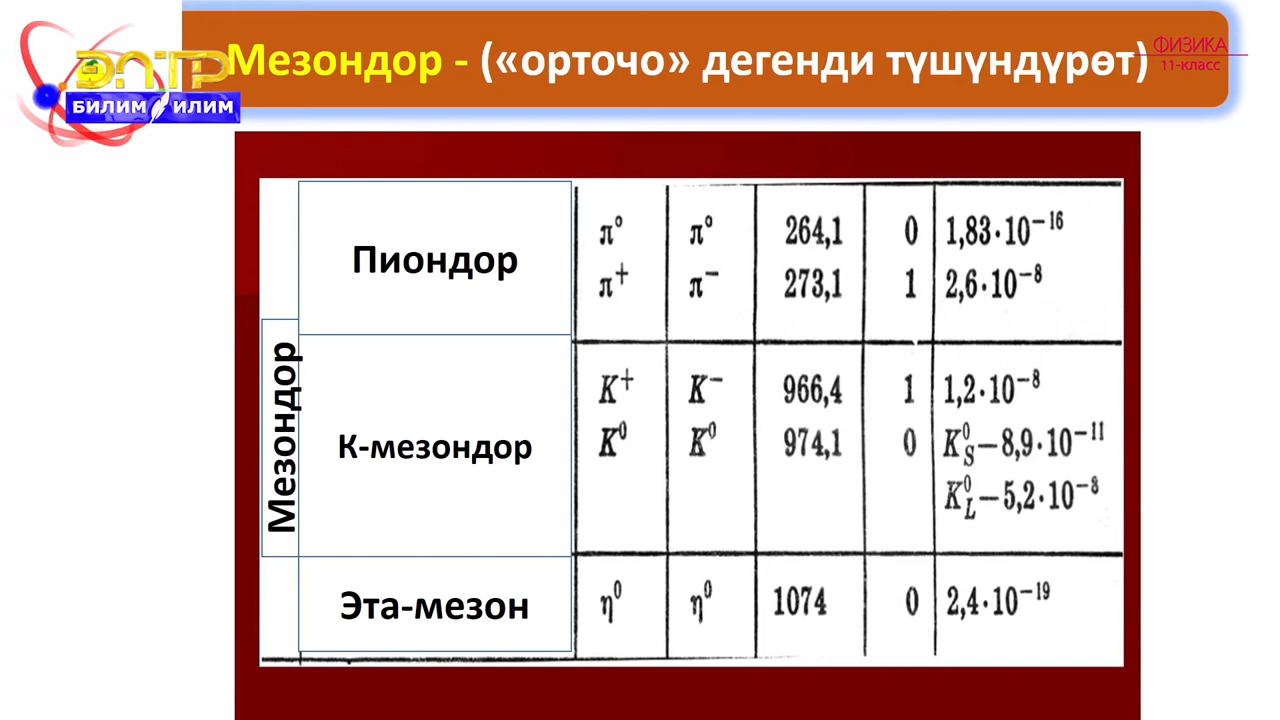 Мезондор - («орточо» дегенди түшүндүрөт)
ФИЗИКА
11-класс
ЭЛТР
БИЛИМ ИЛИМ
Мезондор
Пиондор
π⁰ π⁰ 264,1 0 1,83·10⁻¹⁶
π⁺ π⁻ 273,1 1 2,6·10⁻⁸
К-мезондор
K⁺ K⁻ 966,4 1 1,2·10⁻⁸
K⁰ K⁰ 974,1 0 K⁰S–8,9·10⁻¹¹
K⁰L–5,2·10⁻⁸
Эта-мезон
η⁰ η⁰ 1074 0 2,4·10⁻¹⁹